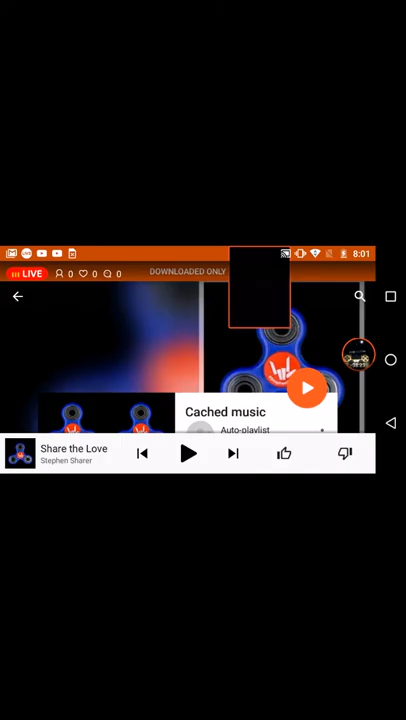 8:01
LIVE 0 0 0
DOWNLOADED ONLY
Cached music
Auto-playlist
Share the Love
Stephen Sharer